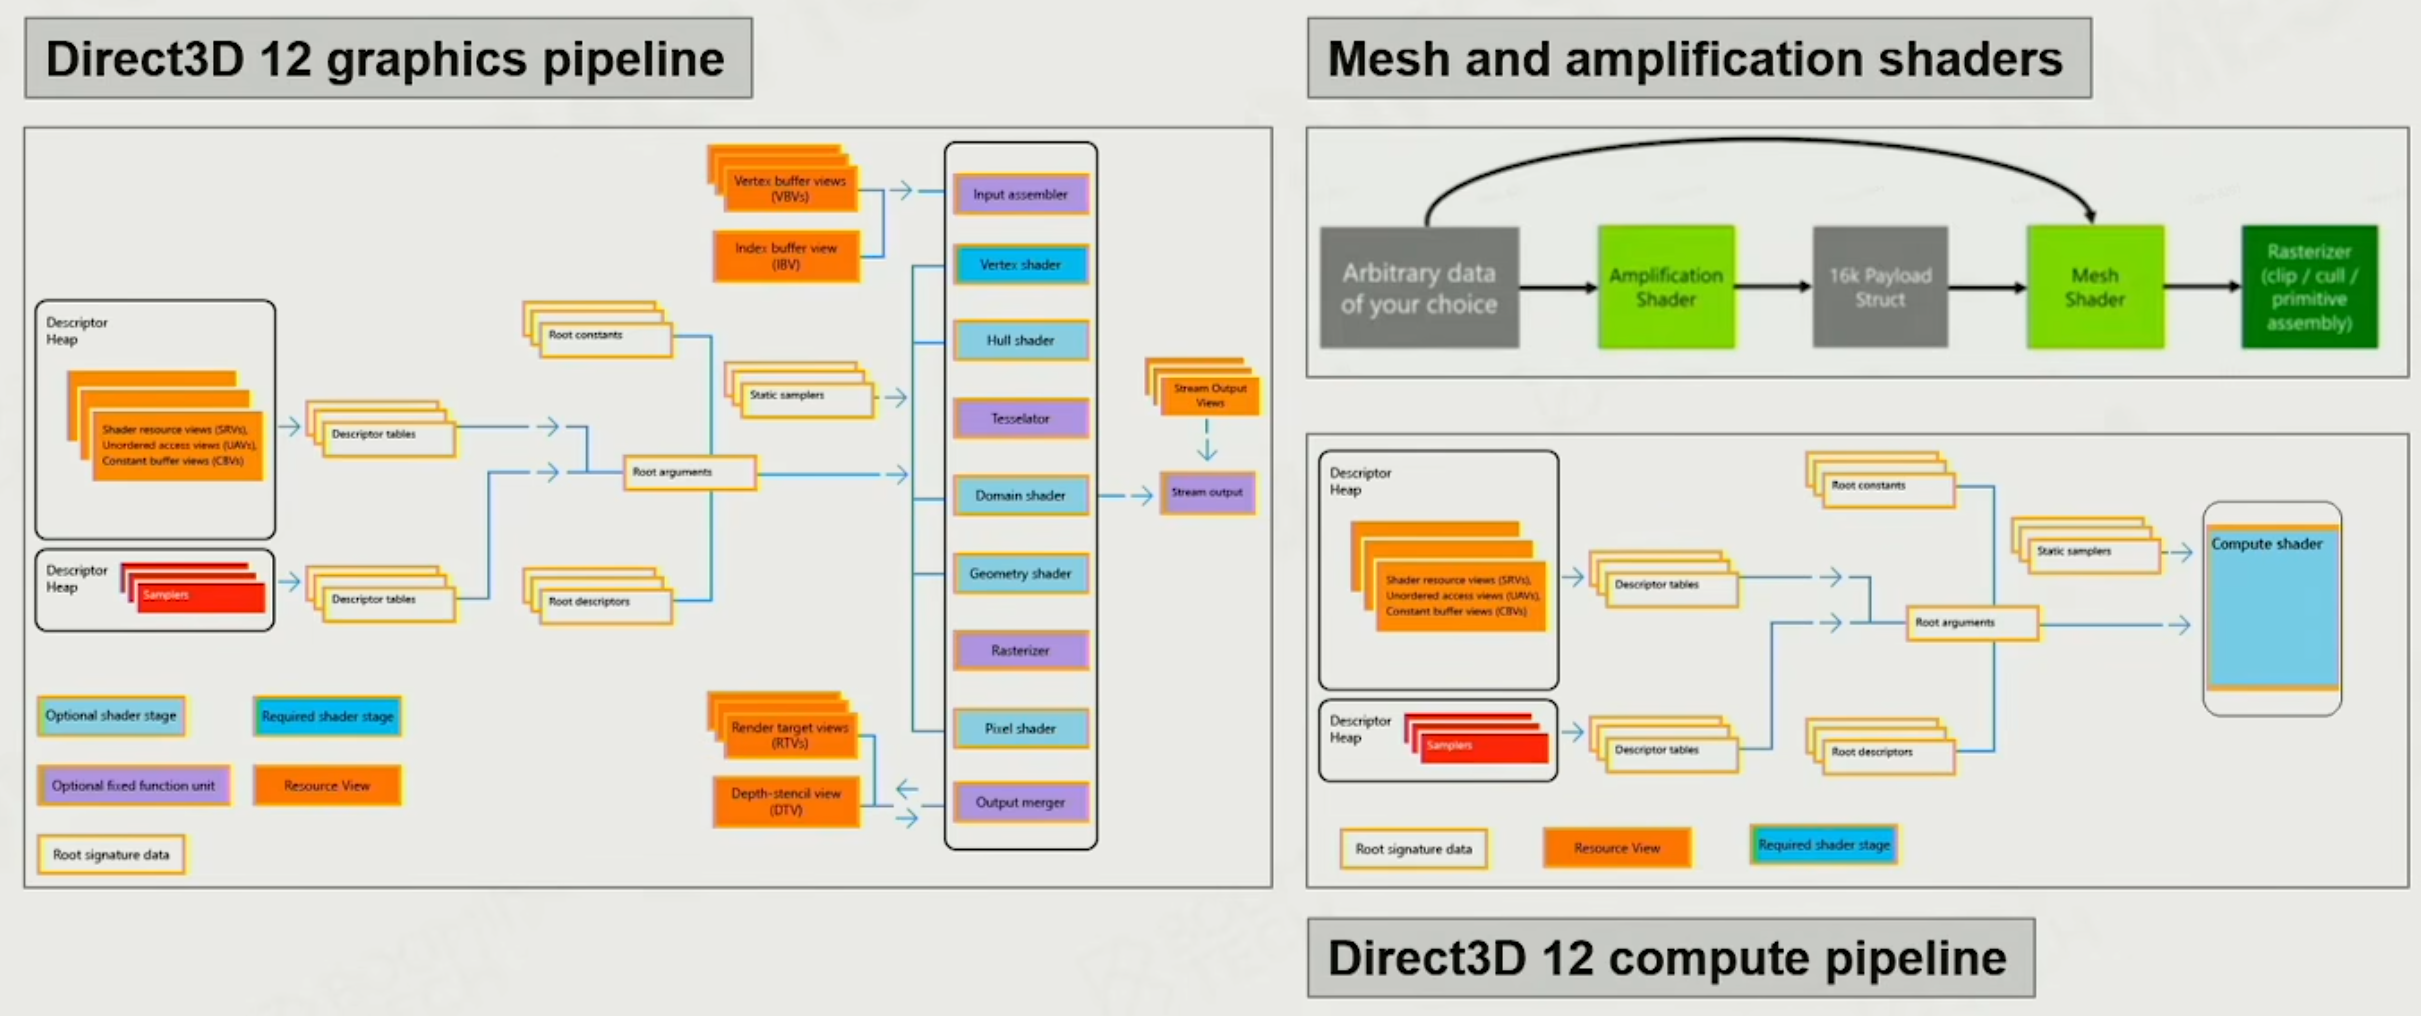 Direct3D 12 graphics pipeline
Vertex buffer views
(VBVs)
Index buffer view
(IBV)
Descriptor
Heap
Shader resource views (SRVs),
Unordered access views (UAVs),
Constant buffer views (CBVs)
Descriptor tables
Root constants
Static samplers
Root arguments
Descriptor
Heap
Samplers
Descriptor tables
Root descriptors
Input assembler
Vertex shader
Hull shader
Tesselator
Domain shader
Geometry shader
Rasterizer
Pixel shader
Output merger
Stream Output
Views
Stream output
Render target views
(RTVs)
Depth-stencil view
(DTV)
Optional shader stage
Required shader stage
Optional fixed function unit
Resource View
Root signature data
Mesh and amplification shaders
Arbitrary data
of your choice
Amplification
Shader
16k Payload
Struct
Mesh
Shader
Rasterizer
(clip / cull /
primitive
assembly)
Descriptor
Heap
Shader resource views (SRVs),
Unordered access views (UAVs),
Constant buffer views (CBVs)
Descriptor tables
Root constants
Static samplers
Root arguments
Descriptor
Heap
Samplers
Descriptor tables
Root descriptors
Compute shader
Root signature data
Resource View
Required shader stage
Direct3D 12 compute pipeline